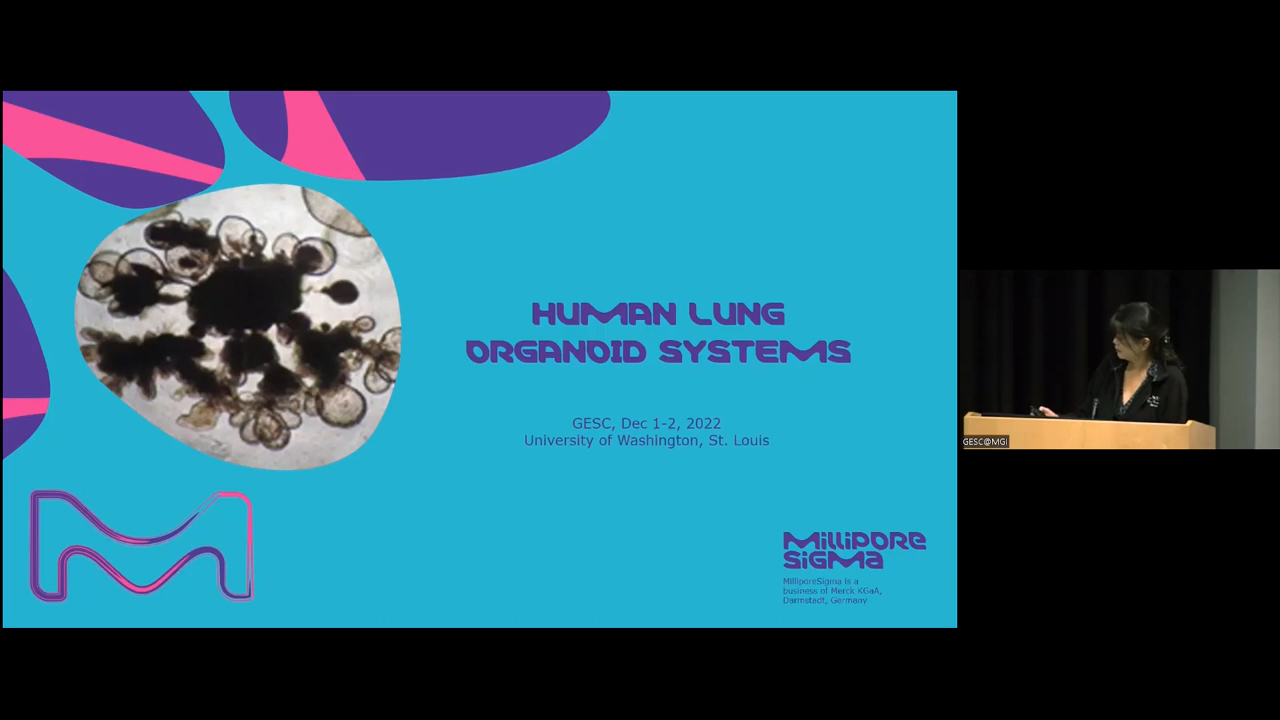 HUMAN LUNG
ORGANOID SYSTEMS
GESC, Dec 1-2, 2022
University of Washington, St. Louis
MilliPORe
SiGMa
MilliporeSigma is a
business of Merck KGaA,
Darmstadt, Germany
GESC@MGI